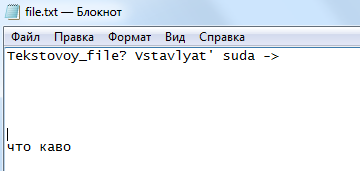 file.txt — Блокнот
Файл Правка Формат Вид Справка
Tekstovoy_file? Vstavlyat' suda ->
что каво